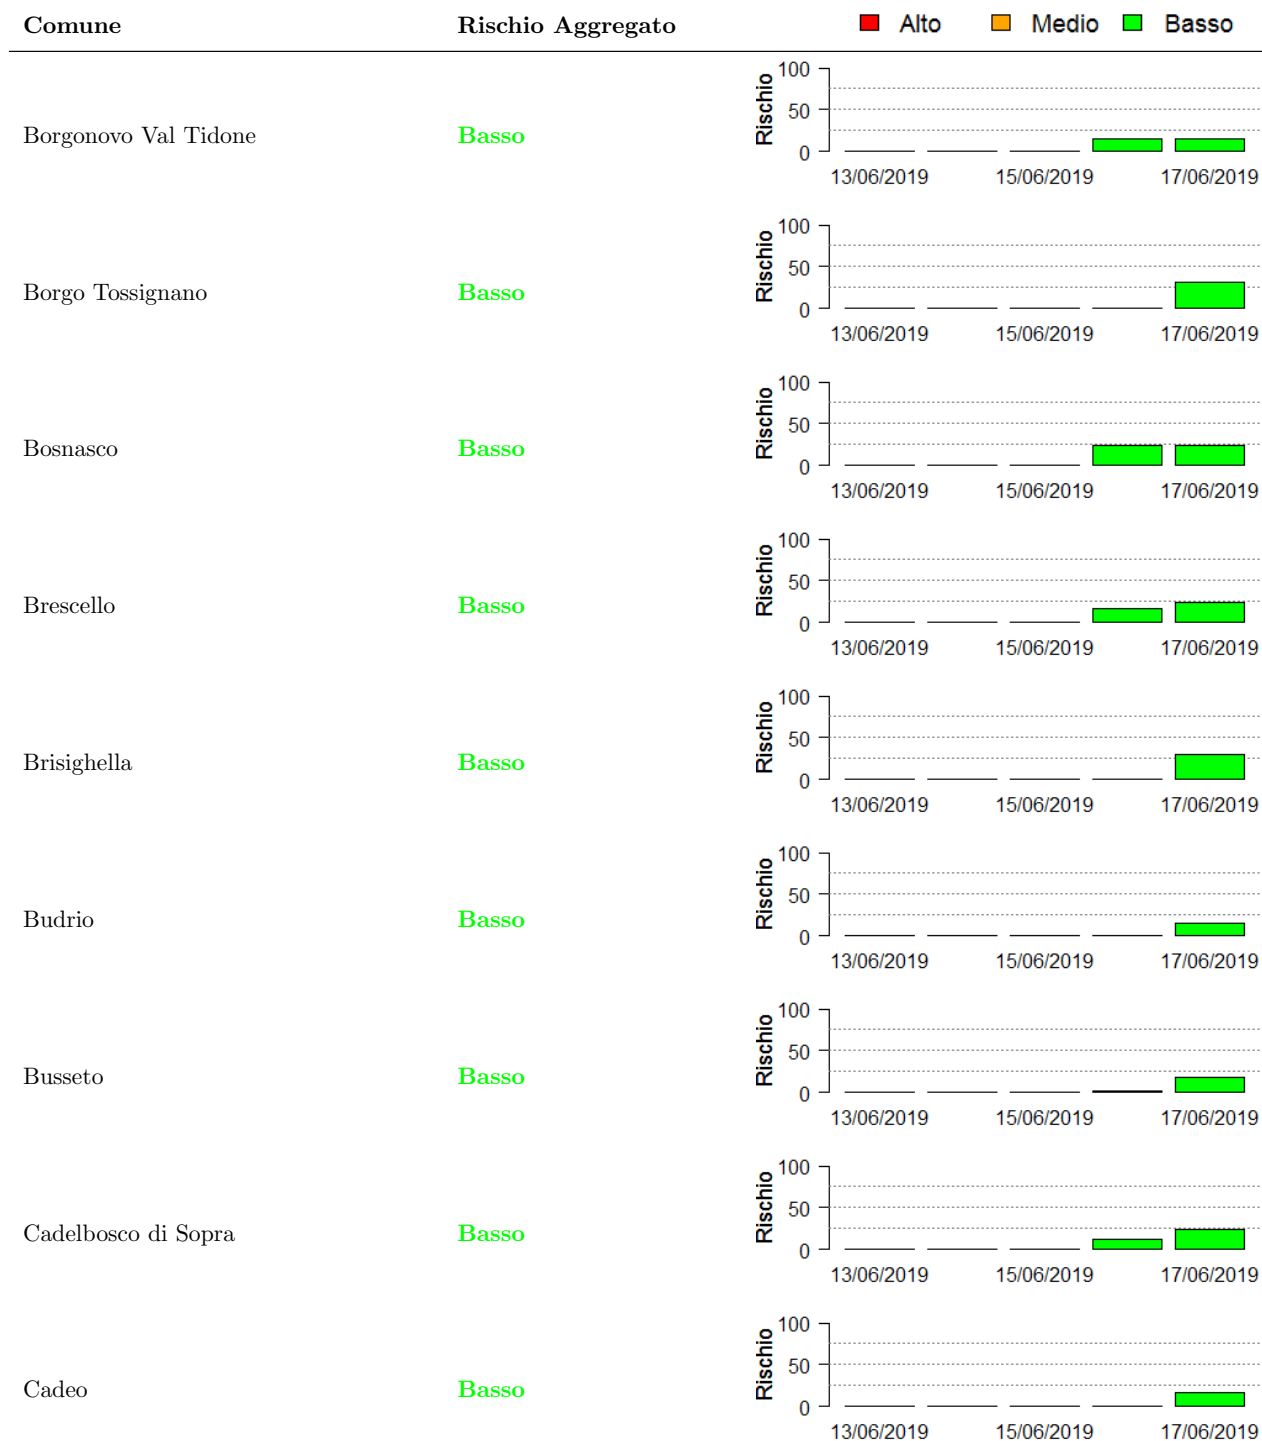 Comune Rischio Aggregato Alto Medio Basso
Borgonovo Val Tidone Basso
Rischio
100
50
0
13/06/2019 15/06/2019 17/06/2019
Borgo Tossignano Basso
Rischio
100
50
0
13/06/2019 15/06/2019 17/06/2019
Bosnasco Basso
Rischio
100
50
0
13/06/2019 15/06/2019 17/06/2019
Brescello Basso
Rischio
100
50
0
13/06/2019 15/06/2019 17/06/2019
Brisighella Basso
Rischio
100
50
0
13/06/2019 15/06/2019 17/06/2019
Budrio Basso
Rischio
100
50
0
13/06/2019 15/06/2019 17/06/2019
Busseto Basso
Rischio
100
50
0
13/06/2019 15/06/2019 17/06/2019
Cadelbosco di Sopra Basso
Rischio
100
50
0
13/06/2019 15/06/2019 17/06/2019
Cadeo Basso
Rischio
100
50
0
13/06/2019 15/06/2019 17/06/2019